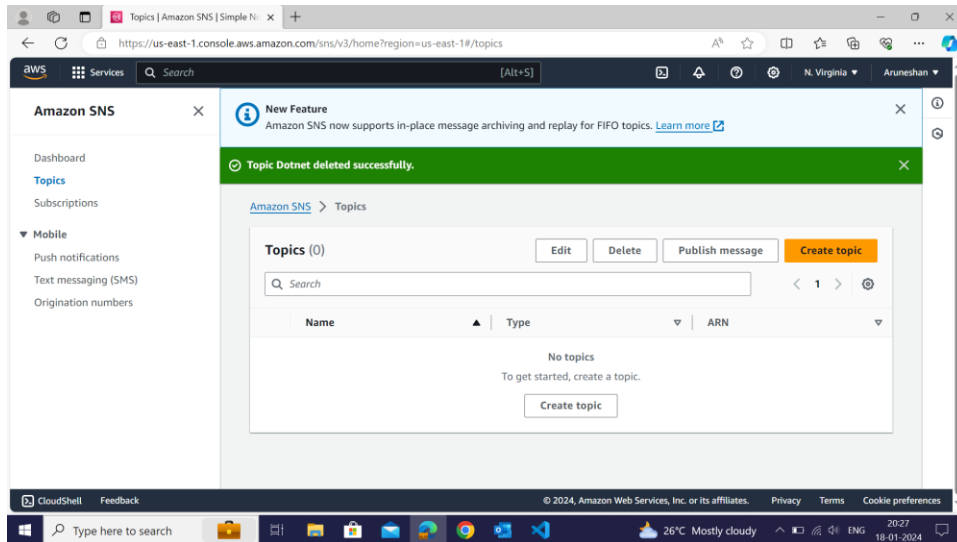 Topics | Amazon SNS | Simple No
https://us-east-1.console.aws.amazon.com/sns/v3/home?region=us-east-1#/topics
aws Services Search [Alt+S] N. Virginia ▼ Aruneshan ▼
Amazon SNS
Dashboard
Topics
Subscriptions
▼ Mobile
Push notifications
Text messaging (SMS)
Origination numbers
New Feature
Amazon SNS now supports in-place message archiving and replay for FIFO topics. Learn more
Topic Dotnet deleted successfully.
Amazon SNS > Topics
Topics (0) Edit Delete Publish message Create topic
Search < 1 >
Name Type ARN
No topics
To get started, create a topic.
Create topic
CloudShell Feedback © 2024, Amazon Web Services, Inc. or its affiliates. Privacy Terms Cookie preferences
Type here to search 26°C Mostly cloudy ENG 20:27
18-01-2024